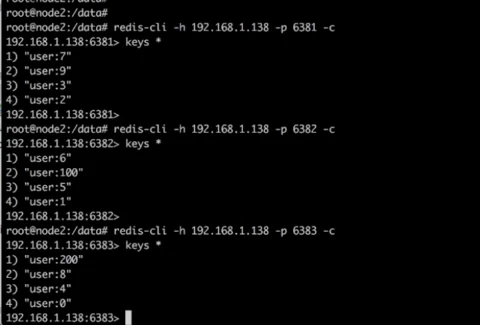 root@node2:/data#
root@node2:/data# redis-cli -h 192.168.1.138 -p 6381 -c
192.168.1.138:6381> keys *
1) "user:7"
2) "user:9"
3) "user:3"
4) "user:2"
192.168.1.138:6381>
root@node2:/data# redis-cli -h 192.168.1.138 -p 6382 -c
192.168.1.138:6382> keys *
1) "user:6"
2) "user:100"
3) "user:5"
4) "user:1"
192.168.1.138:6382>
root@node2:/data# redis-cli -h 192.168.1.138 -p 6383 -c
192.168.1.138:6383> keys *
1) "user:200"
2) "user:8"
3) "user:4"
4) "user:0"
192.168.1.138:6383>